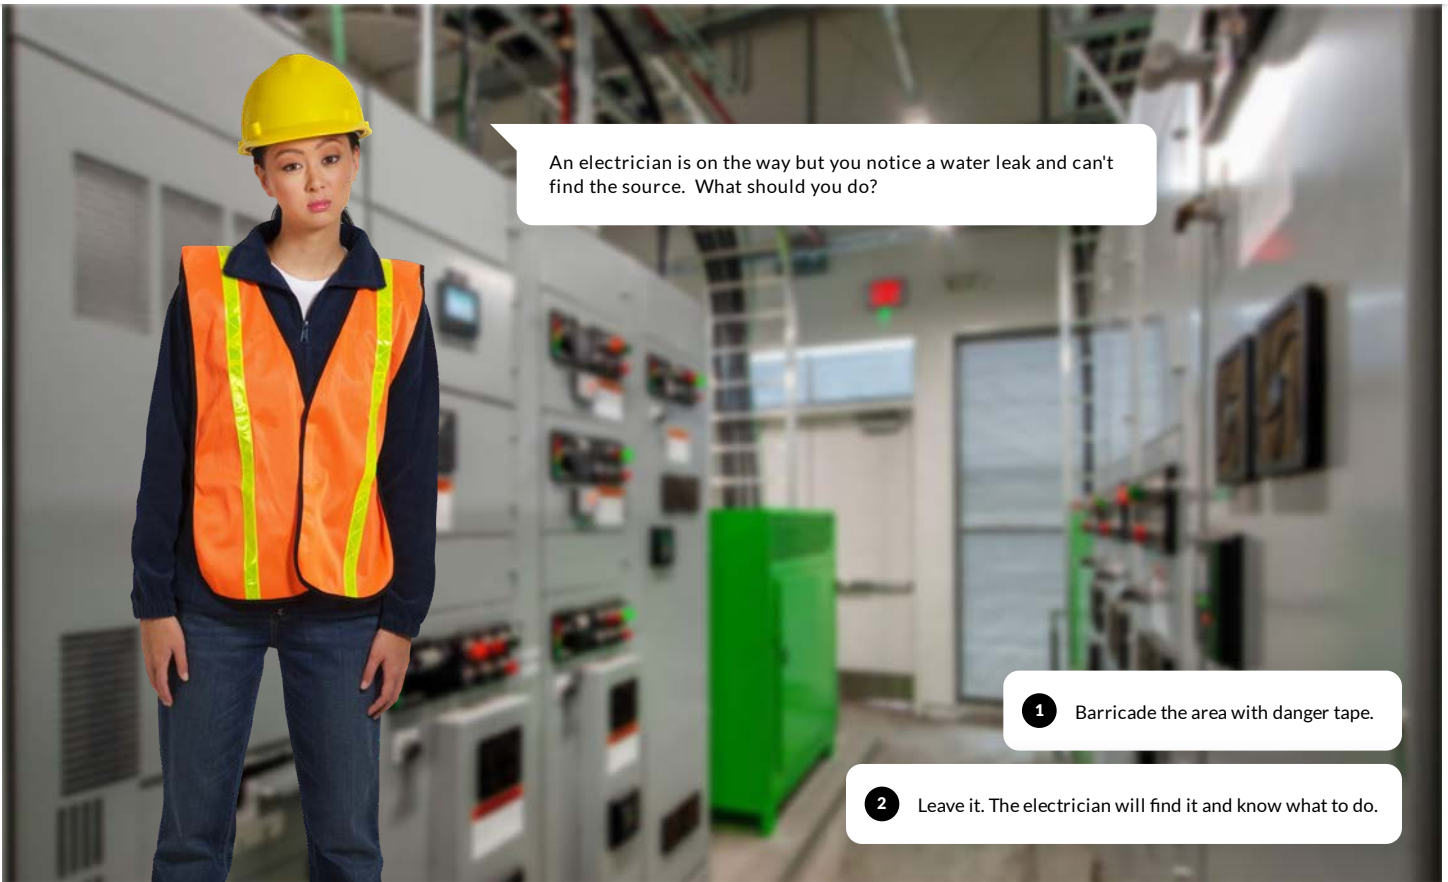 An electrician is on the way but you notice a water leak and can't
find the source.  What should you do?
1 Barricade the area with danger tape.
2 Leave it. The electrician will find it and know what to do.